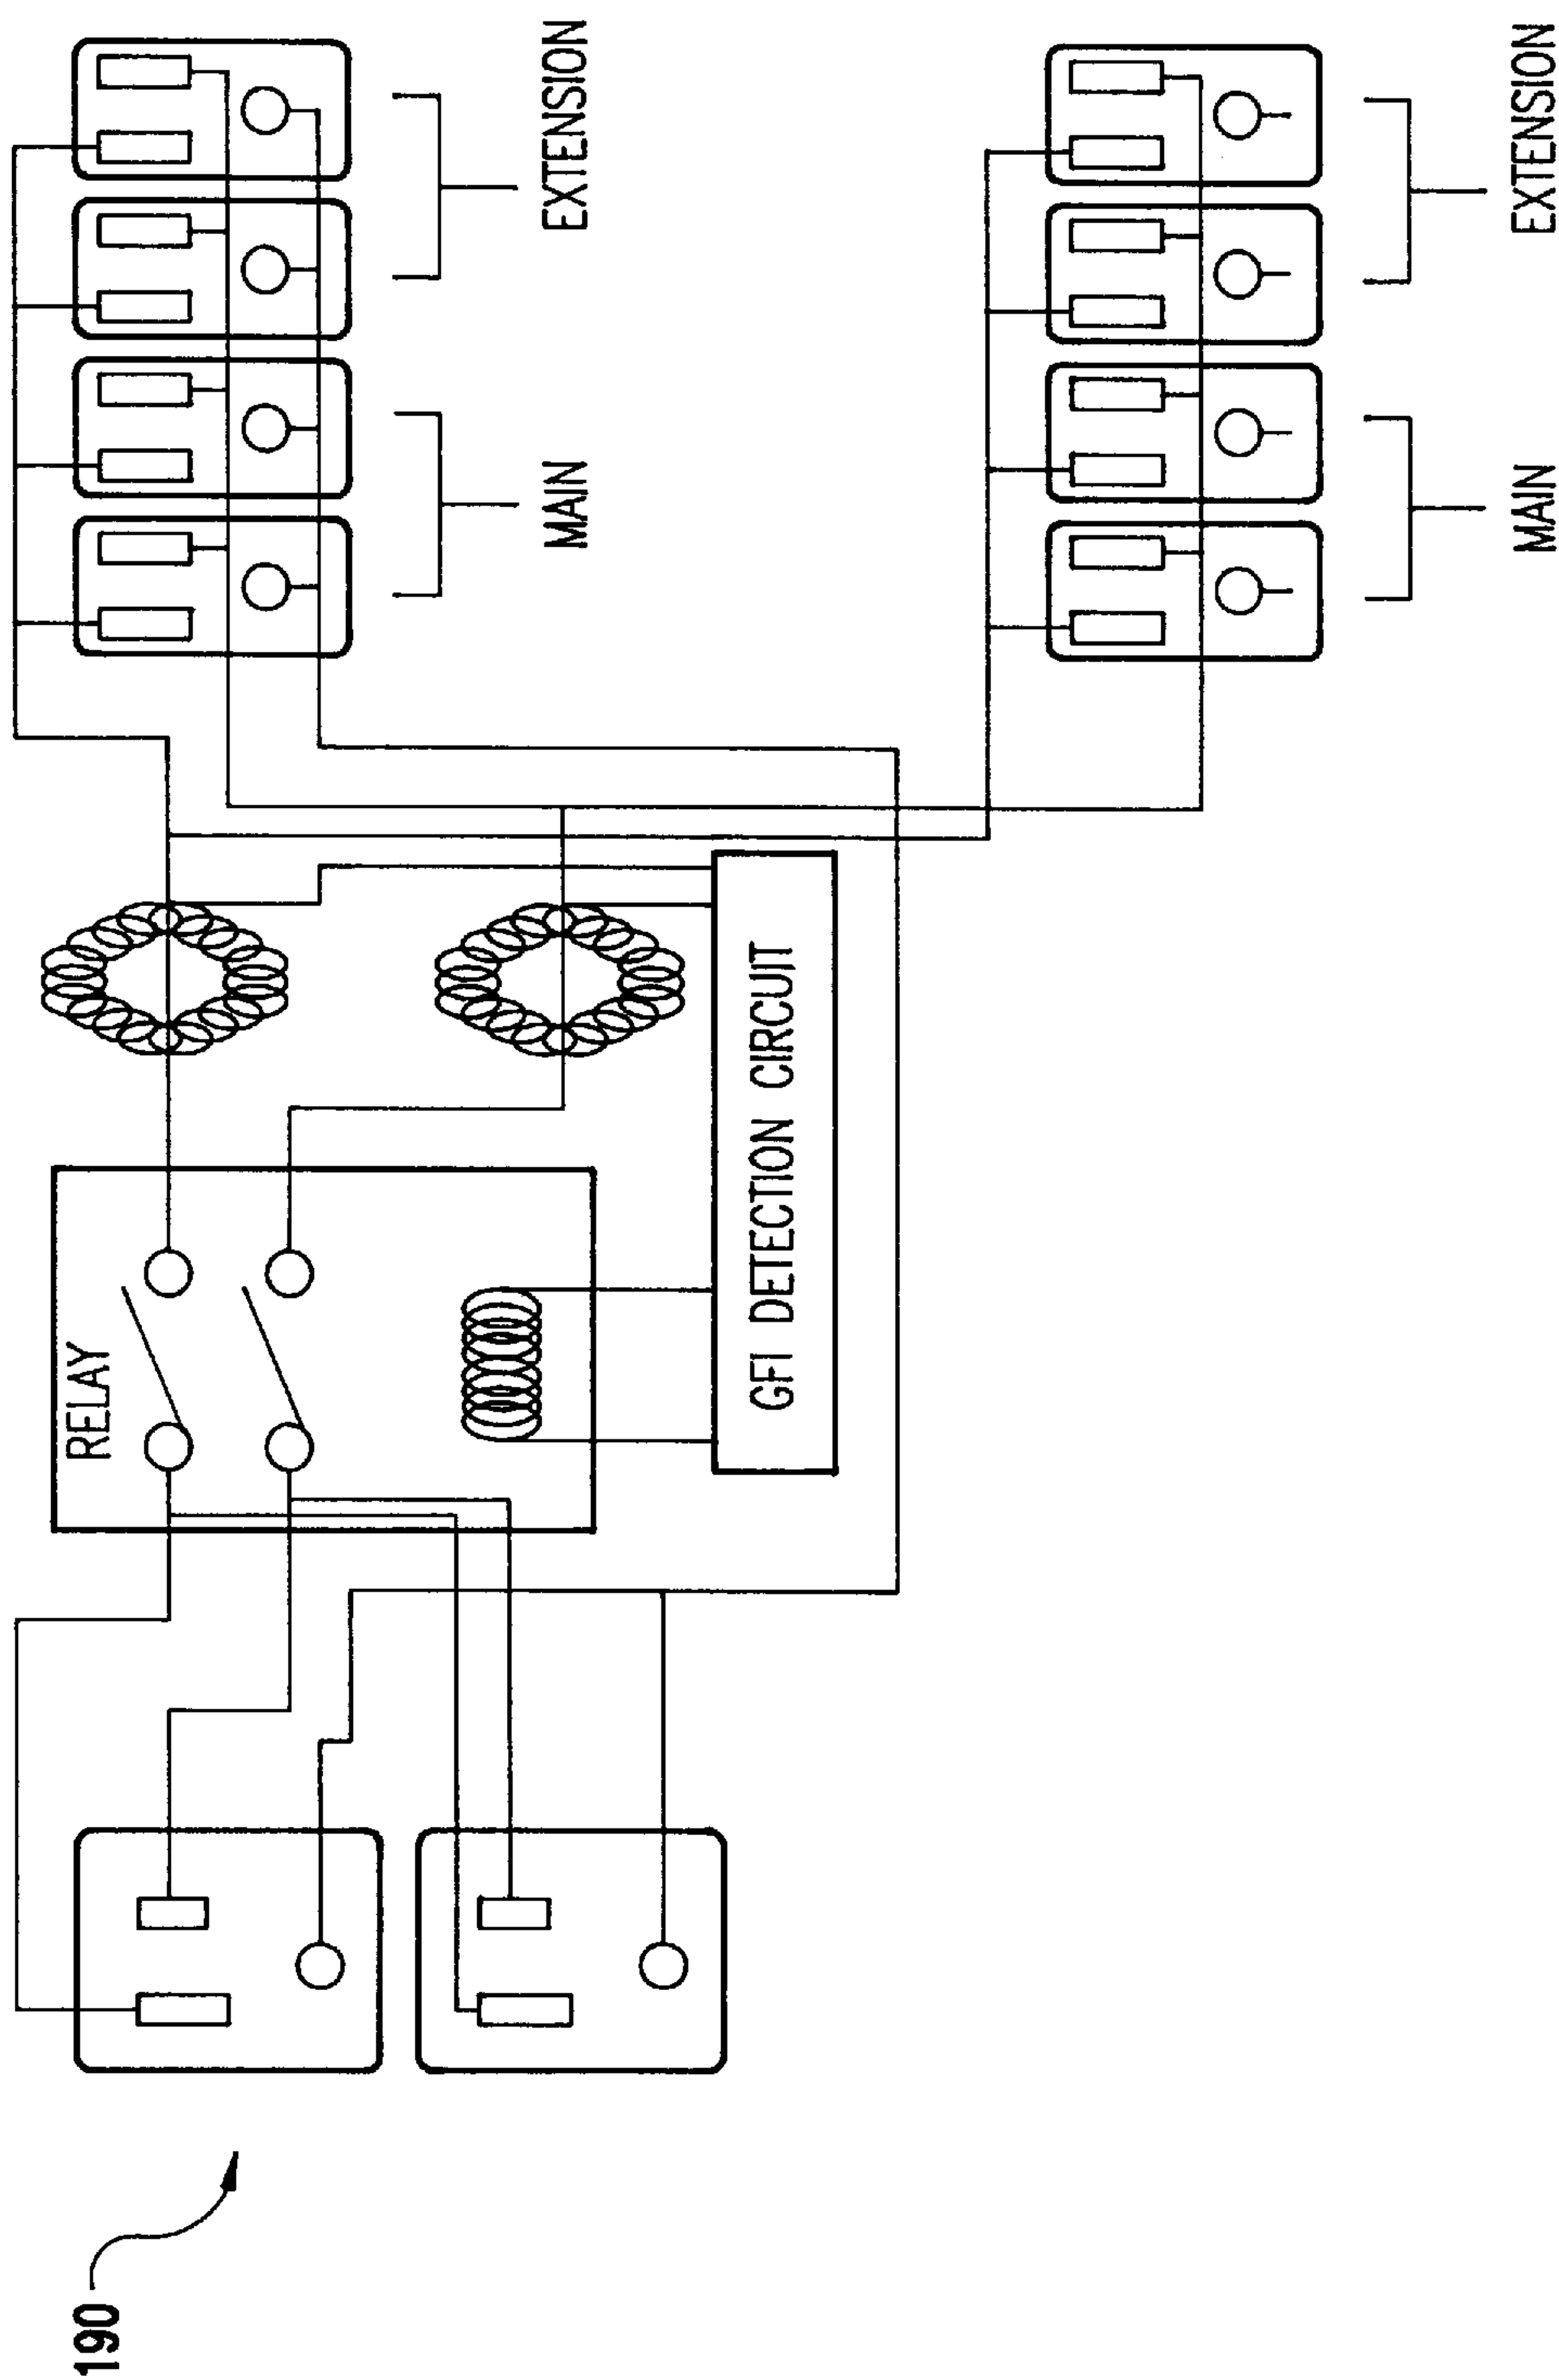 190
RELAY
GFI DETECTION CIRCUIT
MAIN
EXTENSION
MAIN
EXTENSION